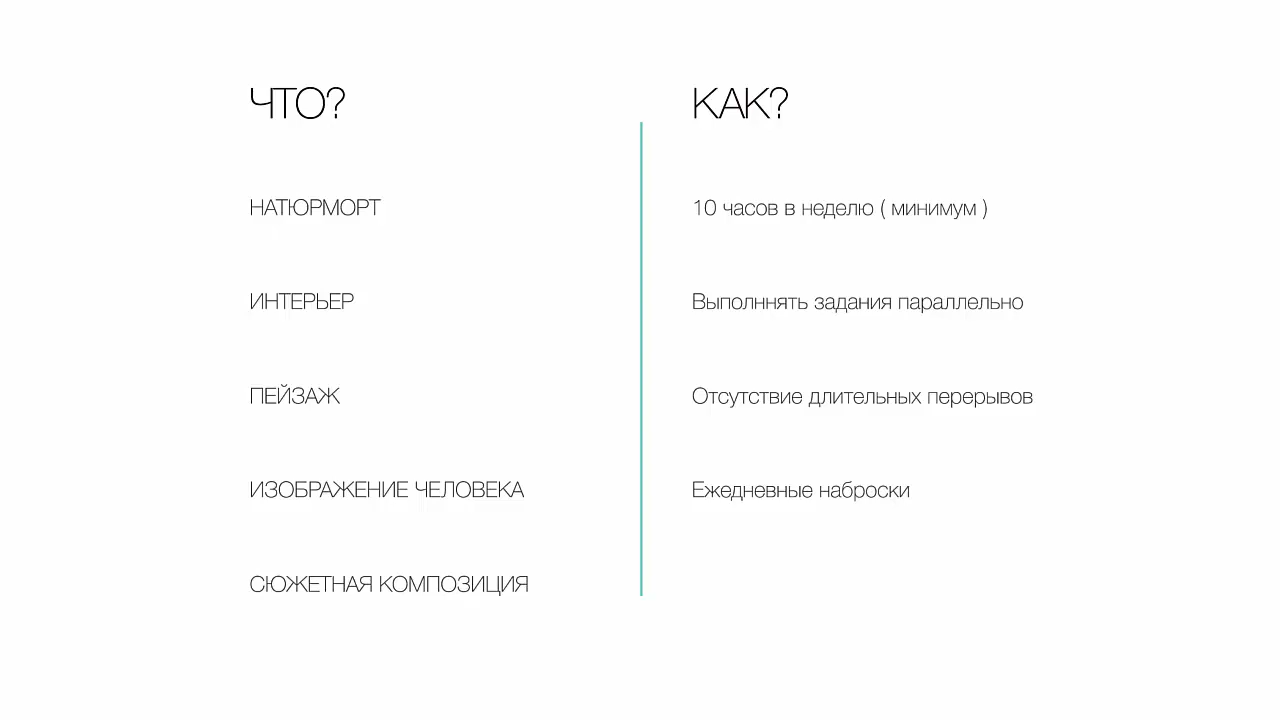 ЧТО?
НАТЮРМОРТ
ИНТЕРЬЕР
ПЕЙЗАЖ
ИЗОБРАЖЕНИЕ ЧЕЛОВЕКА
СЮЖЕТНАЯ КОМПОЗИЦИЯ
КАК?
10 часов в неделю ( минимум )
Выполннять задания параллельно
Отсутствие длительных перерывов
Ежедневные наброски